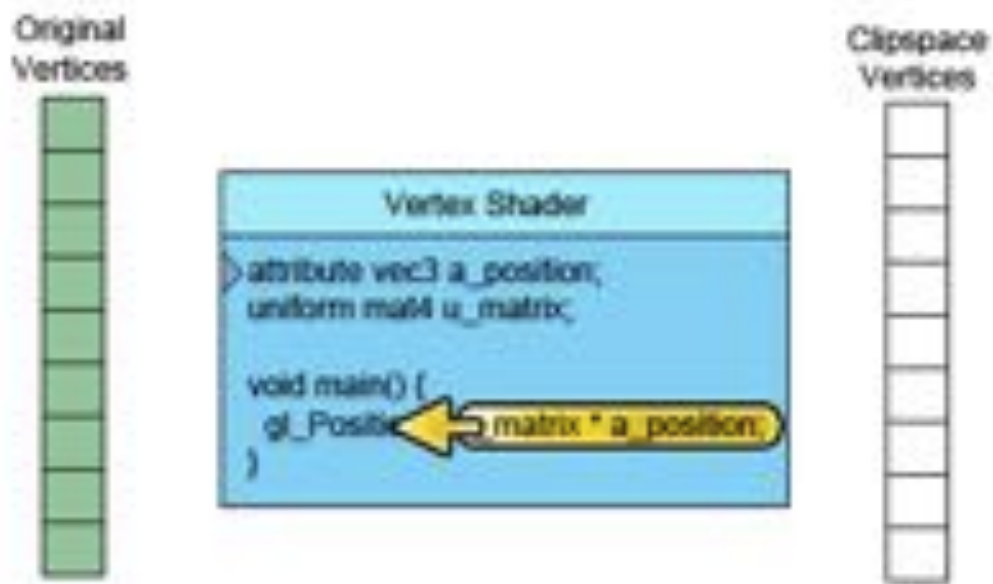 Original
Vertices
Clipspace
Vertices
Vertex Shader
attribute vec3 a_position;
uniform mat4 u_matrix;
void main() {
gl_Positi matrix * a_position;
}